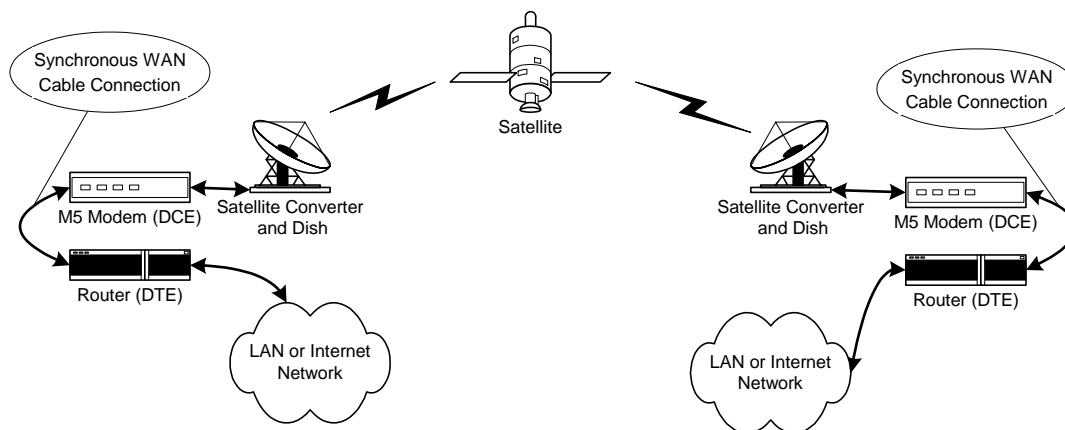 Synchronous WAN
Cable Connection
Synchronous WAN
Cable Connection
Satellite
M5 Modem (DCE)
Satellite Converter
and Dish
Satellite Converter
and Dish
M5 Modem (DCE)
Router (DTE)
Router (DTE)
LAN or Internet
Network
LAN or Internet
Network